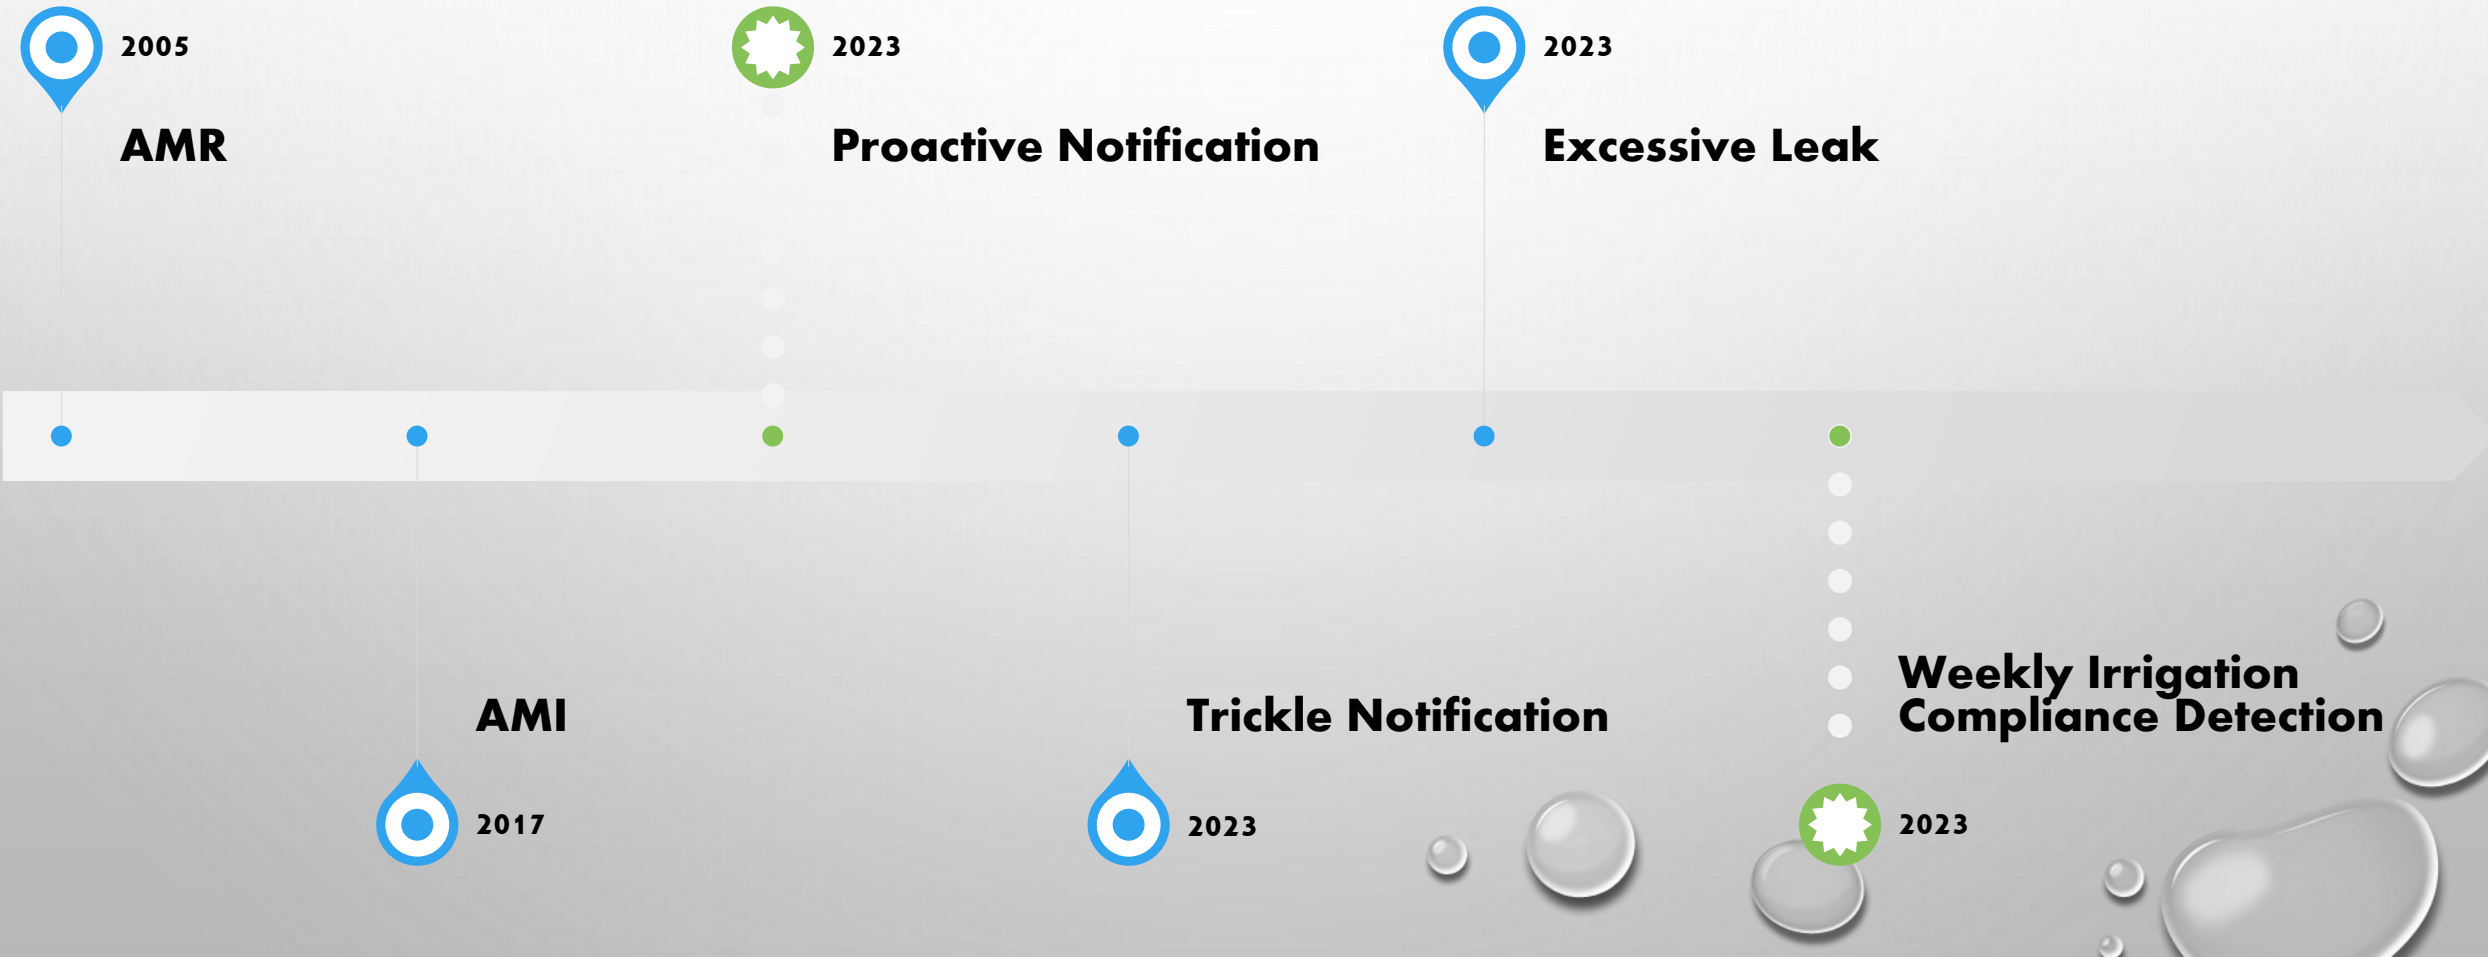 2005
AMR
2023
Proactive Notification
2023
Excessive Leak
AMI
2017
Trickle Notification
2023
Weekly Irrigation
Compliance Detection
2023